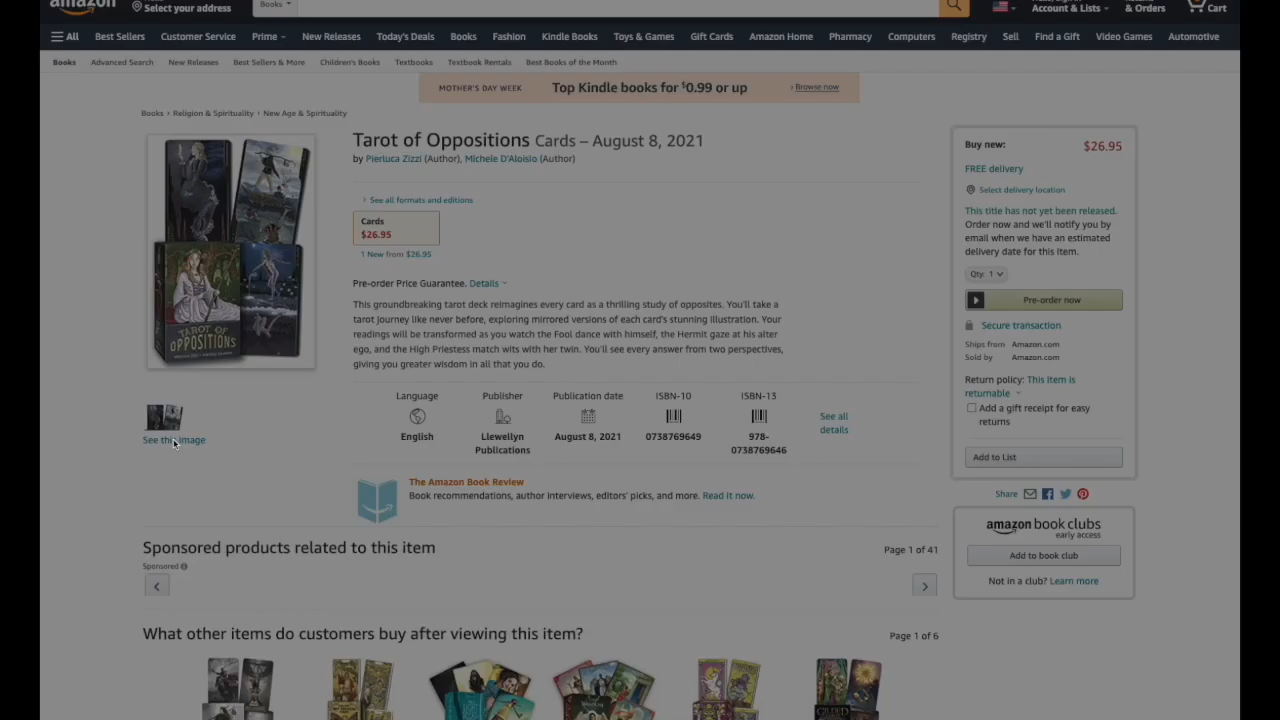 amazon
Select your address
Books
Account & Lists
& Orders
Cart
All Best Sellers Customer Service Prime New Releases Today's Deals Books Fashion Kindle Books Toys & Games Gift Cards Amazon Home Pharmacy Computers Registry Sell Find a Gift Video Games Automotive
Books Advanced Search New Releases Best Sellers & More Children's Books Textbooks Textbook Rentals Best Books of the Month
MOTHER'S DAY WEEK Top Kindle books for $0.99 or up › Browse now
Books › Religion & Spirituality › New Age & Spirituality
TAROT OF
OPPOSITIONS
See this image
Tarot of Oppositions Cards – August 8, 2021
by Pierluca Zizzi (Author), Michele D'Aloisio (Author)
› See all formats and editions
Cards
$26.95
1 New from $26.95
Pre-order Price Guarantee. Details
This groundbreaking tarot deck reimagines every card as a thrilling study of opposites. You'll take a
tarot journey like never before, exploring mirrored versions of each card's stunning illustration. Your
readings will be transformed as you watch the Fool dance with himself, the Hermit gaze at his alter
ego, and the High Priestess match wits with her twin. You'll see every answer from two perspectives,
giving you greater wisdom in all that you do.
Language Publisher Publication date ISBN-10 ISBN-13
English Llewellyn August 8, 2021 0738769649 978-
Publications 0738769646
See all
details
The Amazon Book Review
Book recommendations, author interviews, editors' picks, and more. Read it now.
Buy new: $26.95
FREE delivery
Select delivery location
This title has not yet been released.
Order now and we'll notify you by
email when we have an estimated
delivery date for this item.
Qty: 1
Pre-order now
Secure transaction
Ships from Amazon.com
Sold by Amazon.com
Return policy: This item is
returnable
Add a gift receipt for easy
returns
Add to List
Share
amazon book clubs
early access
Add to book club
Not in a club? Learn more
Sponsored products related to this item Page 1 of 41
Sponsored
What other items do customers buy after viewing this item? Page 1 of 6